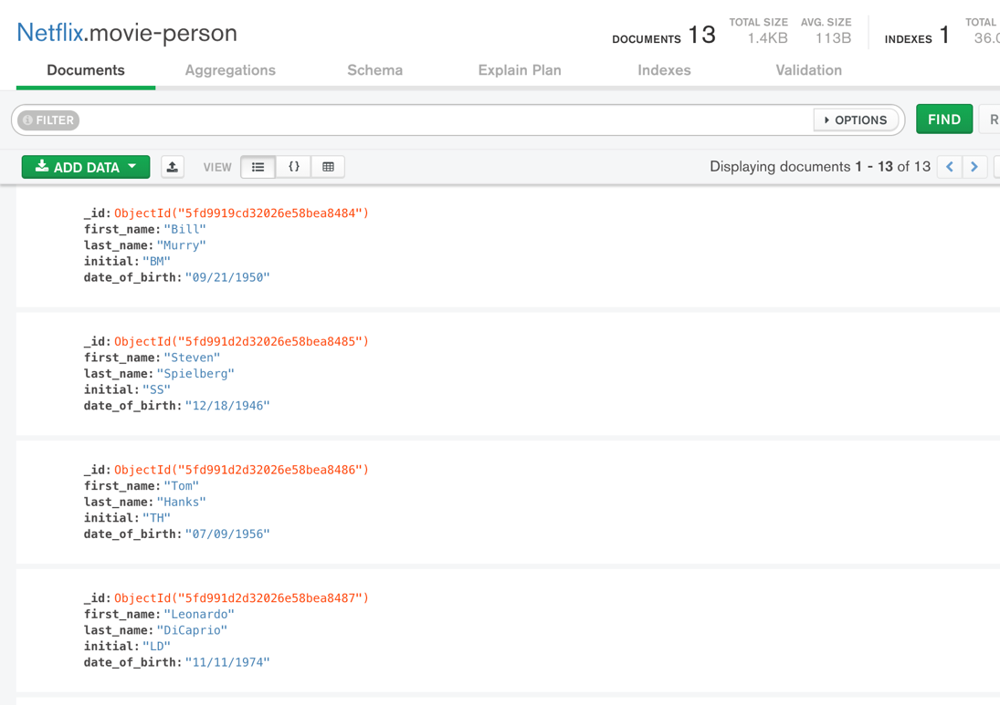 Netflix.movie-person
DOCUMENTS 13
TOTAL SIZE AVG. SIZE
1.4KB 113B
INDEXES 1
TOTAL
36.0
Documents Aggregations Schema Explain Plan Indexes Validation
FILTER
OPTIONS
FIND
R
ADD DATA
VIEW
{}
Displaying documents 1 - 13 of 13
_id: ObjectId("5fd9919cd32026e58bea8484")
first_name: "Bill"
last_name: "Murry"
initial: "BM"
date_of_birth: "09/21/1950"
_id: ObjectId("5fd991d2d32026e58bea8485")
first_name: "Steven"
last_name: "Spielberg"
initial: "SS"
date_of_birth: "12/18/1946"
_id: ObjectId("5fd991d2d32026e58bea8486")
first_name: "Tom"
last_name: "Hanks"
initial: "TH"
date_of_birth: "07/09/1956"
_id: ObjectId("5fd991d2d32026e58bea8487")
first_name: "Leonardo"
last_name: "DiCaprio"
initial: "LD"
date_of_birth: "11/11/1974"